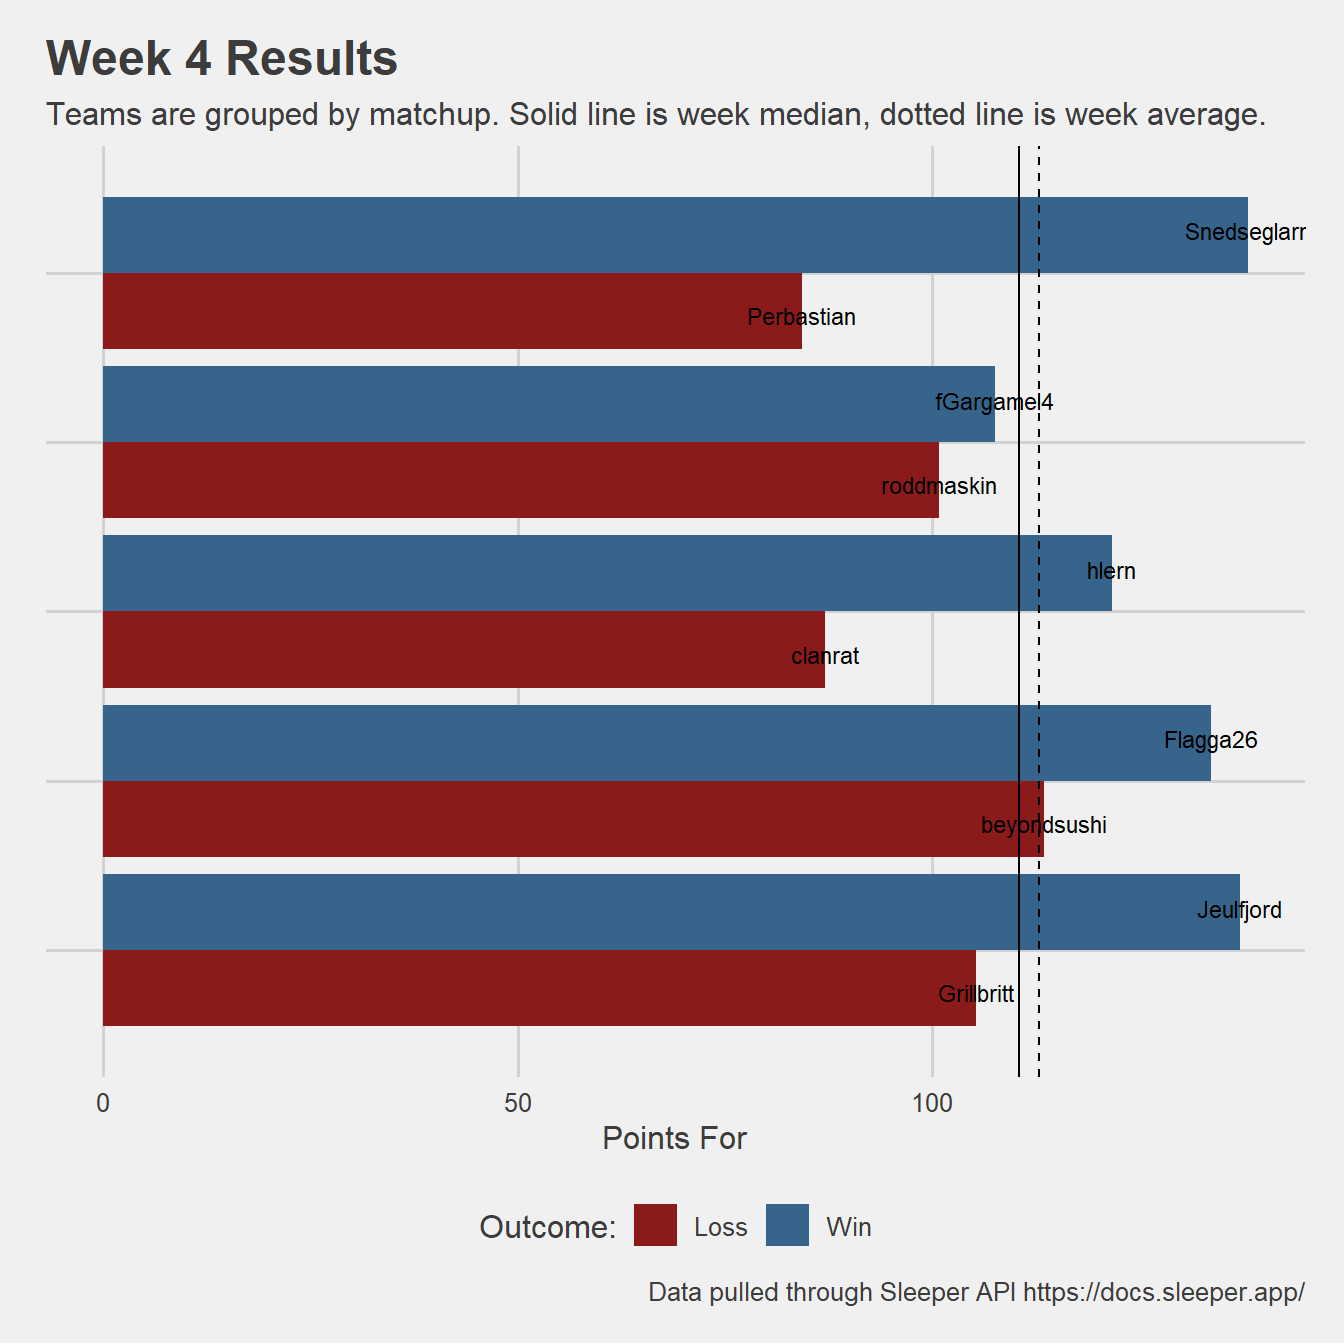 Week 4 Results
Teams are grouped by matchup. Solid line is week median, dotted line is week average.
Snedseglarr
Perbastian
fGargamel4
roddmaskin
hlern
clanrat
Flagga26
beyondsushi
Jeulfjord
Grillbritt
0 50 100
Points For
Outcome: Loss Win
Data pulled through Sleeper API https://docs.sleeper.app/